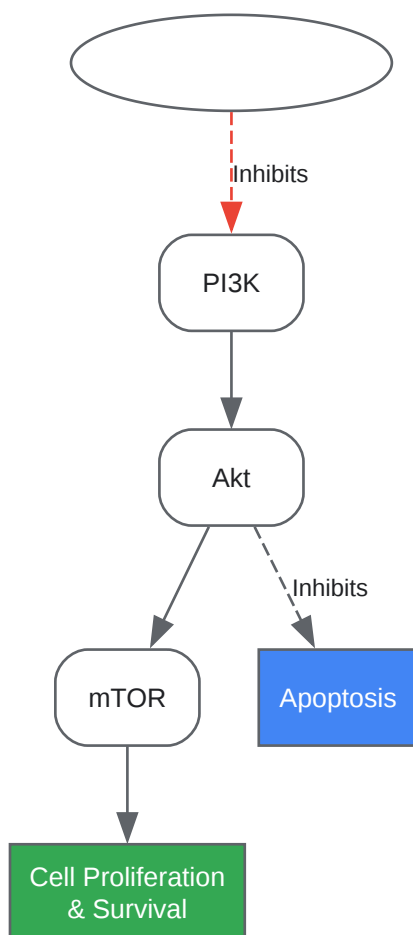 Inhibits
PI3K
Akt
Inhibits
mTOR
Apoptosis
Cell Proliferation
& Survival